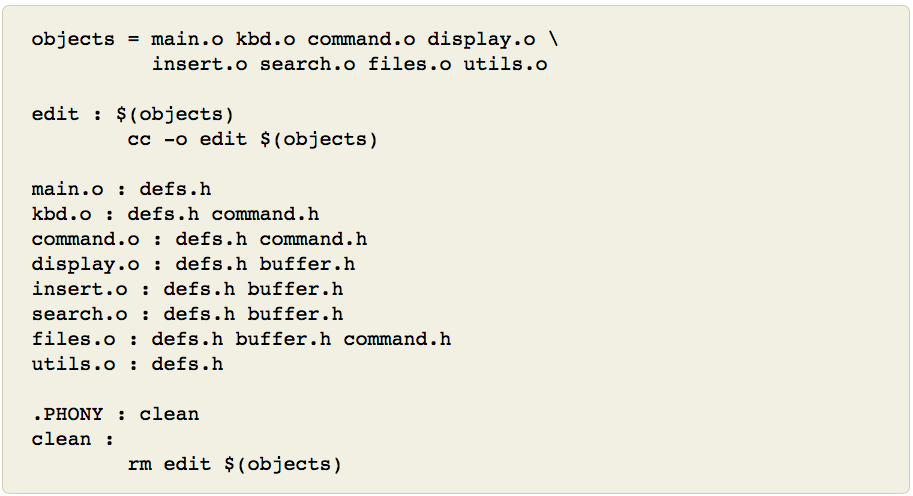 objects = main.o kbd.o command.o display.o \
          insert.o search.o files.o utils.o

edit : $(objects)
        cc -o edit $(objects)

main.o : defs.h
kbd.o : defs.h command.h
command.o : defs.h command.h
display.o : defs.h buffer.h
insert.o : defs.h buffer.h
search.o : defs.h buffer.h
files.o : defs.h buffer.h command.h
utils.o : defs.h

.PHONY : clean
clean :
        rm edit $(objects)